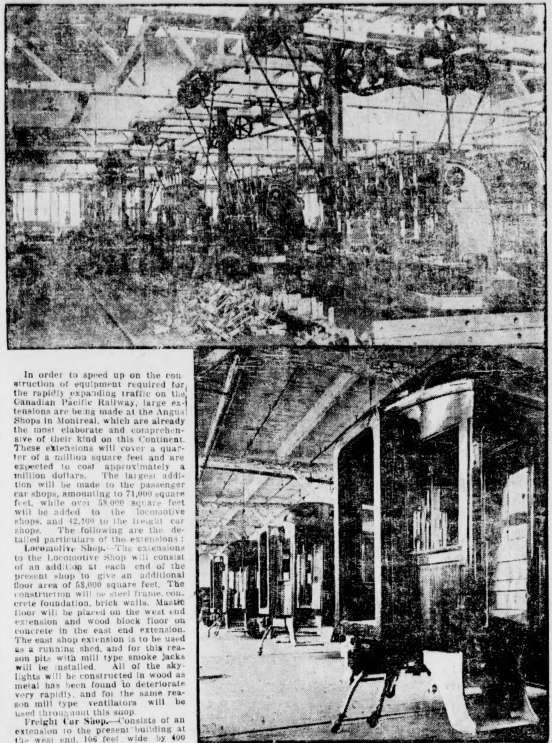 In order to speed up on the con-
struction of equipment required for
the rapidly expanding traffic on the
Canadian Pacific Railway, large ex-
tensions are being made at the Angus
Shops in Montreal, which are already
the most elaborate and comprehen-
sive of their kind on this Continent.
These extensions will cover a quar-
ter of a million square feet and are
expected to cost approximately a
million dollars. The largest addi-
tion will be made to the passenger
car shops, amounting to 71,000 square
feet, while over 58,000 square feet
will be added to the locomotive
shops, and 42,200 to the freight car
shops. The following are the de-
tailed particulars of the extensions:
Locomotive Shop.—The extensions
to the Locomotive Shop will consist
of an addition at each end of the
present shop to give an additional
floor area of 58,000 square feet. The
construction will be steel frame, con-
crete foundation, brick walls. Mastic
floor will be placed on the west end
extension and wood block floor on
concrete in the east end extension.
The east shop extension is to be used
as a running shed, and for this rea-
son pits with mill type smoke jacks
will be installed. All of the sky-
lights will be constructed in wood as
metal has been found to deteriorate
very rapidly, and for the same rea-
son mill type ventilators will be
used throughout this shop.
Freight Car Shop.—Consists of an
extension to the present building at
the west end, 106 feet wide by 400